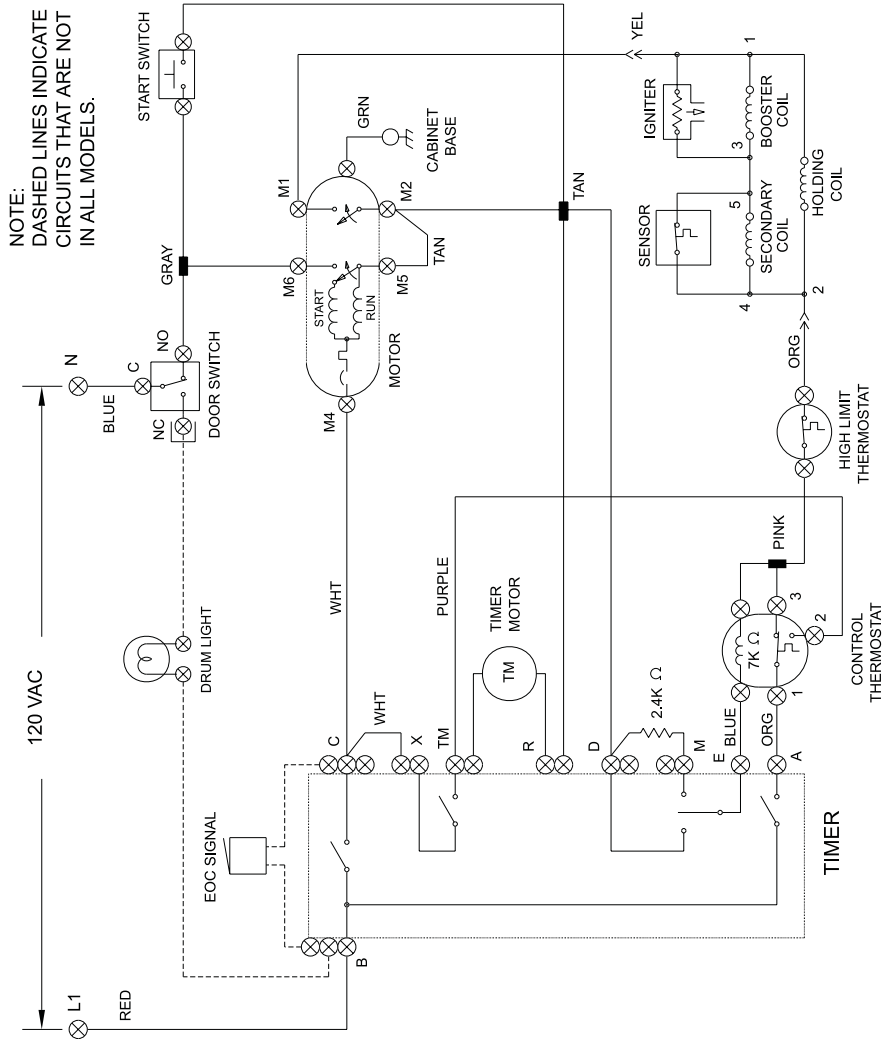 NOTE:
DASHED LINES INDICATE
CIRCUITS THAT ARE NOT
IN ALL MODELS.
120 VAC
L1
RED
N
BLUE
C
NC
NO
DOOR SWITCH
DRUM LIGHT
GRAY
START SWITCH
EOC SIGNAL
B
C
WHT
X
TM
R
D
M
E
A
TIMER
WHT
M4
MOTOR
START
RUN
M6
M5
M1
M2
TAN
GRN
CABINET
BASE
PURPLE
TIMER
MOTOR
TM
TAN
2.4K Ω
BLUE
ORG
7K Ω
1
3
2
CONTROL
THERMOSTAT
PINK
HIGH LIMIT
THERMOSTAT
ORG
YEL
IGNITER
SENSOR
1
3
5
4
2
BOOSTER
COIL
SECONDARY
COIL
HOLDING
COIL